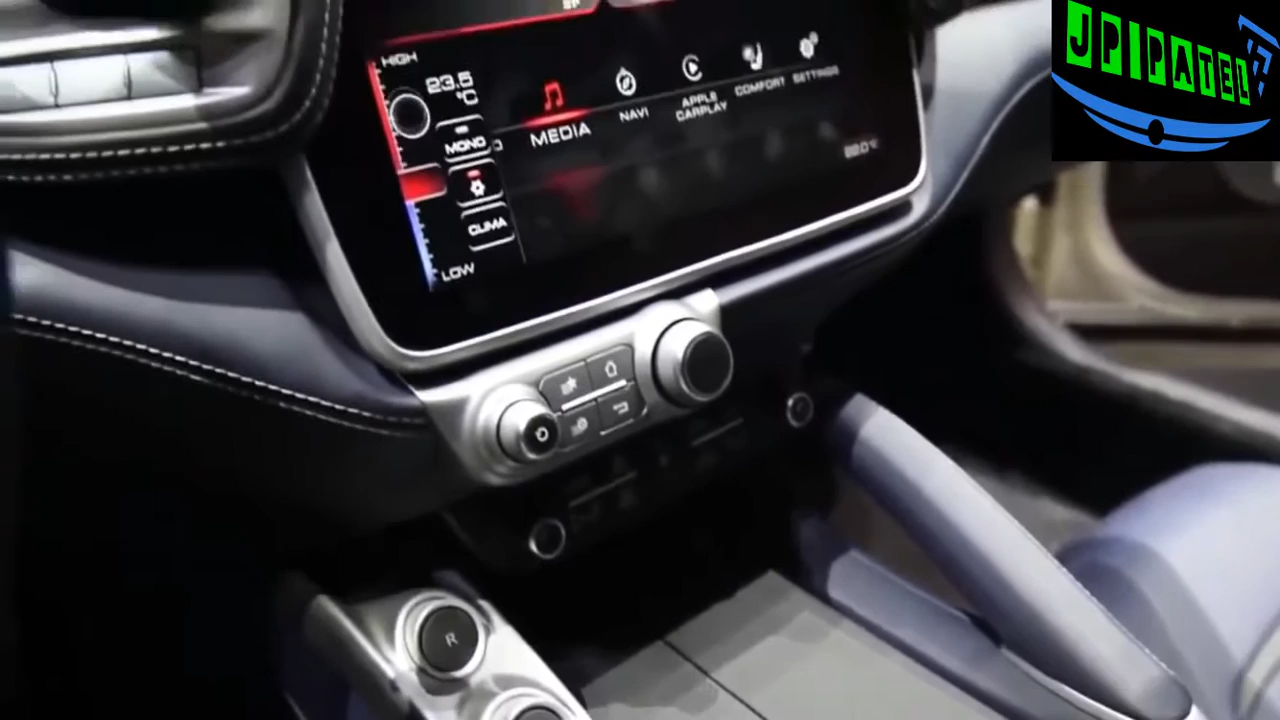 JPIPATEL
HIGH
23.5
°C
MONO
CLIMA
LOW
MEDIA
NAVI
APPLE
CARPLAY
COMFORT
SETTINGS
R